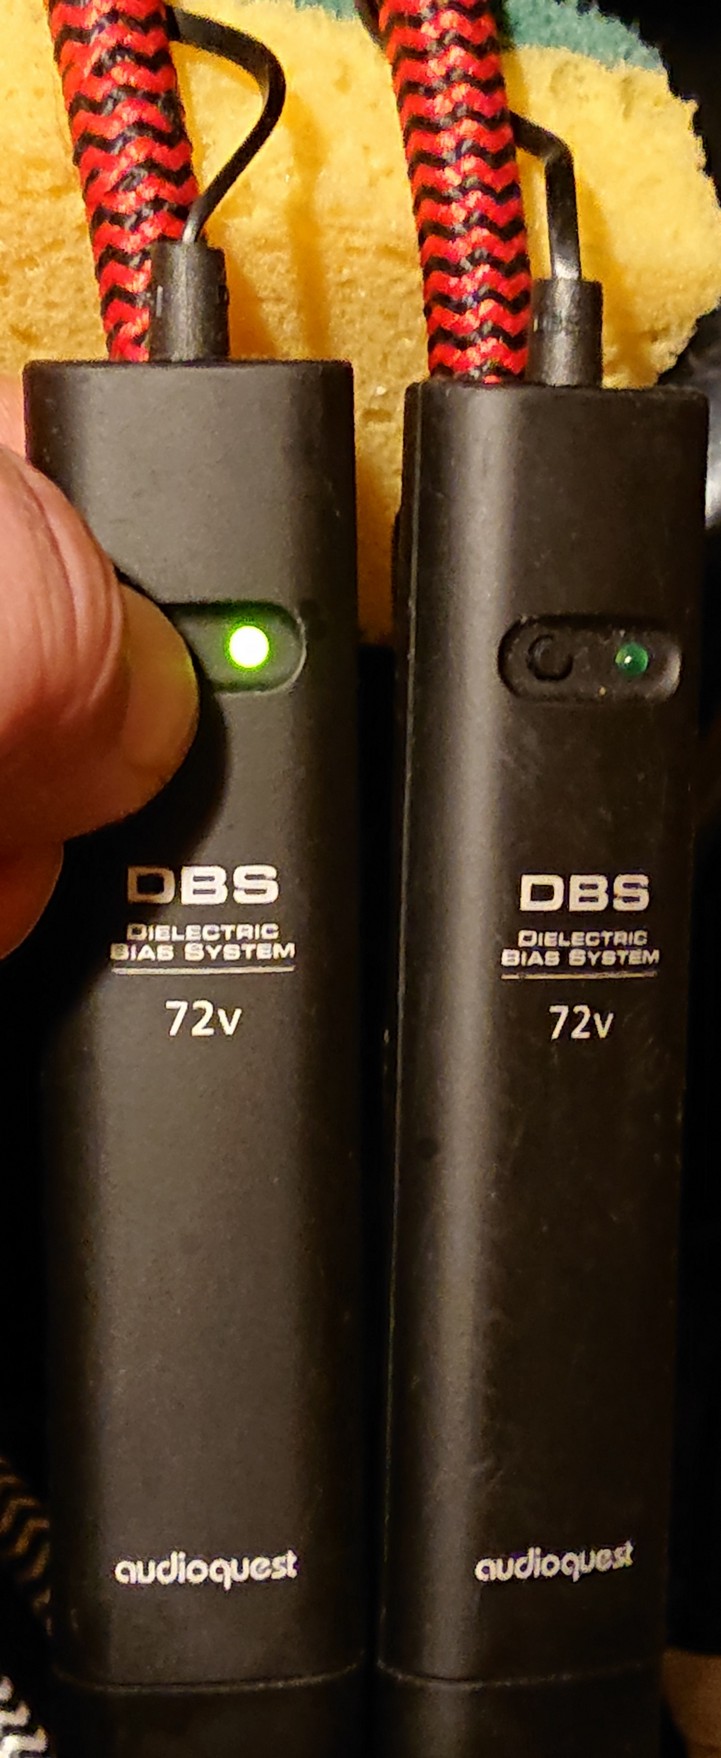 DBS
DIELECTRIC
BIAS SYSTEM
72v
audioquest
DBS
DIELECTRIC
BIAS SYSTEM
72v
audioquest